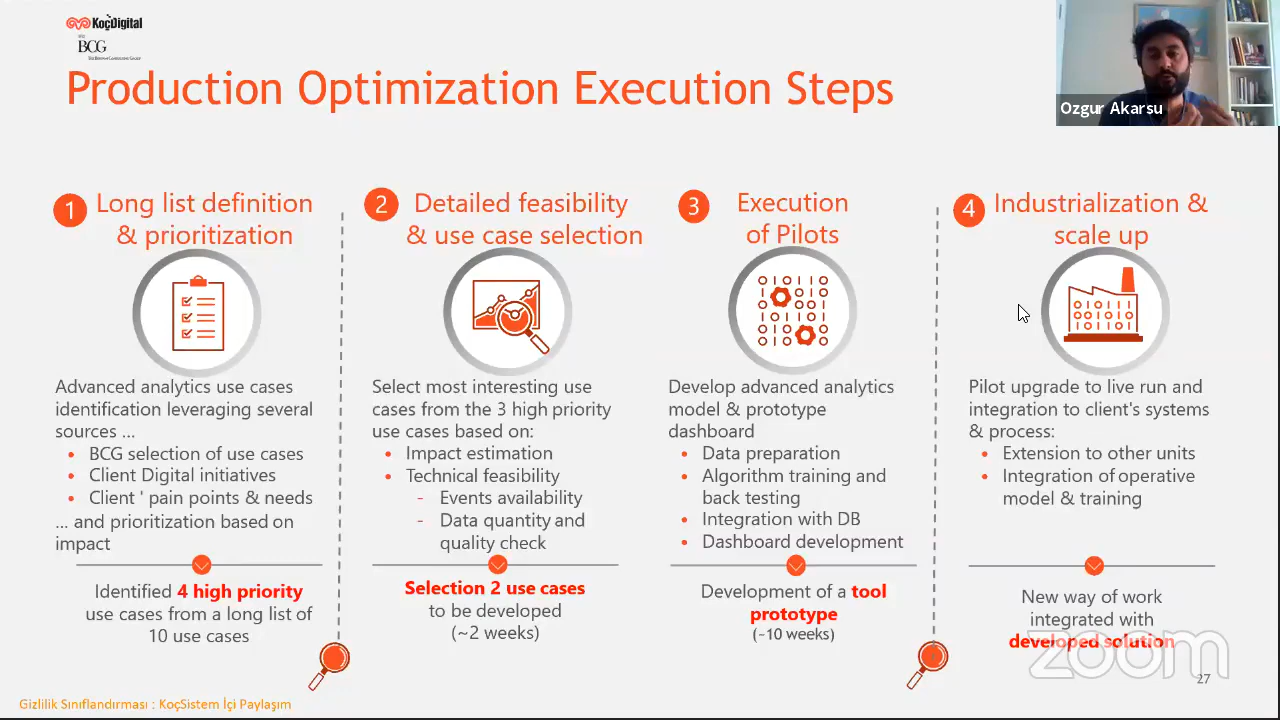 KoçDigital
BCG
Production Optimization Execution Steps
Ozgur Akarsu
1
Long list definition
& prioritization
Advanced analytics use cases
identification leveraging several
sources ...
• BCG selection of use cases
• Client Digital initiatives
• Client ' pain points & needs
... and prioritization based on
impact
Identified 4 high priority
use cases from a long list of
10 use cases
2
Detailed feasibility
& use case selection
Select most interesting use
cases from the 3 high priority
use cases based on:
• Impact estimation
• Technical feasibility
- Events availability
- Data quantity and
quality check
Selection 2 use cases
to be developed
(~2 weeks)
3
Execution
of Pilots
Develop advanced analytics
model & prototype
dashboard
• Data preparation
• Algorithm training and
back testing
• Integration with DB
• Dashboard development
Development of a tool
prototype
(~10 weeks)
4
Industrialization &
scale up
Pilot upgrade to live run and
integration to client's systems
& process:
• Extension to other units
• Integration of operative
model & training
New way of work
integrated with
developed solution
zoom
27
Gizlilik Sınıflandırması : KoçSistem İçi Paylaşım